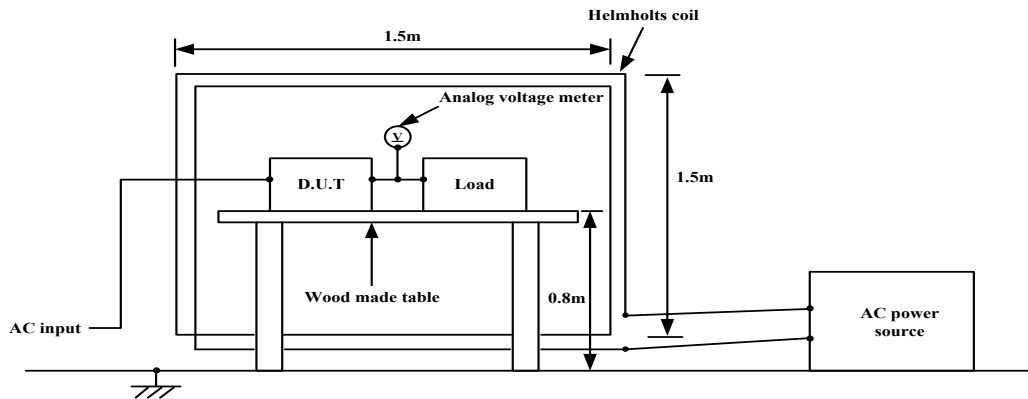 Helmholts coil
1.5m
Analog voltage meter
V
D.U.T
Load
1.5m
Wood made table
0.8m
AC input
AC power
source